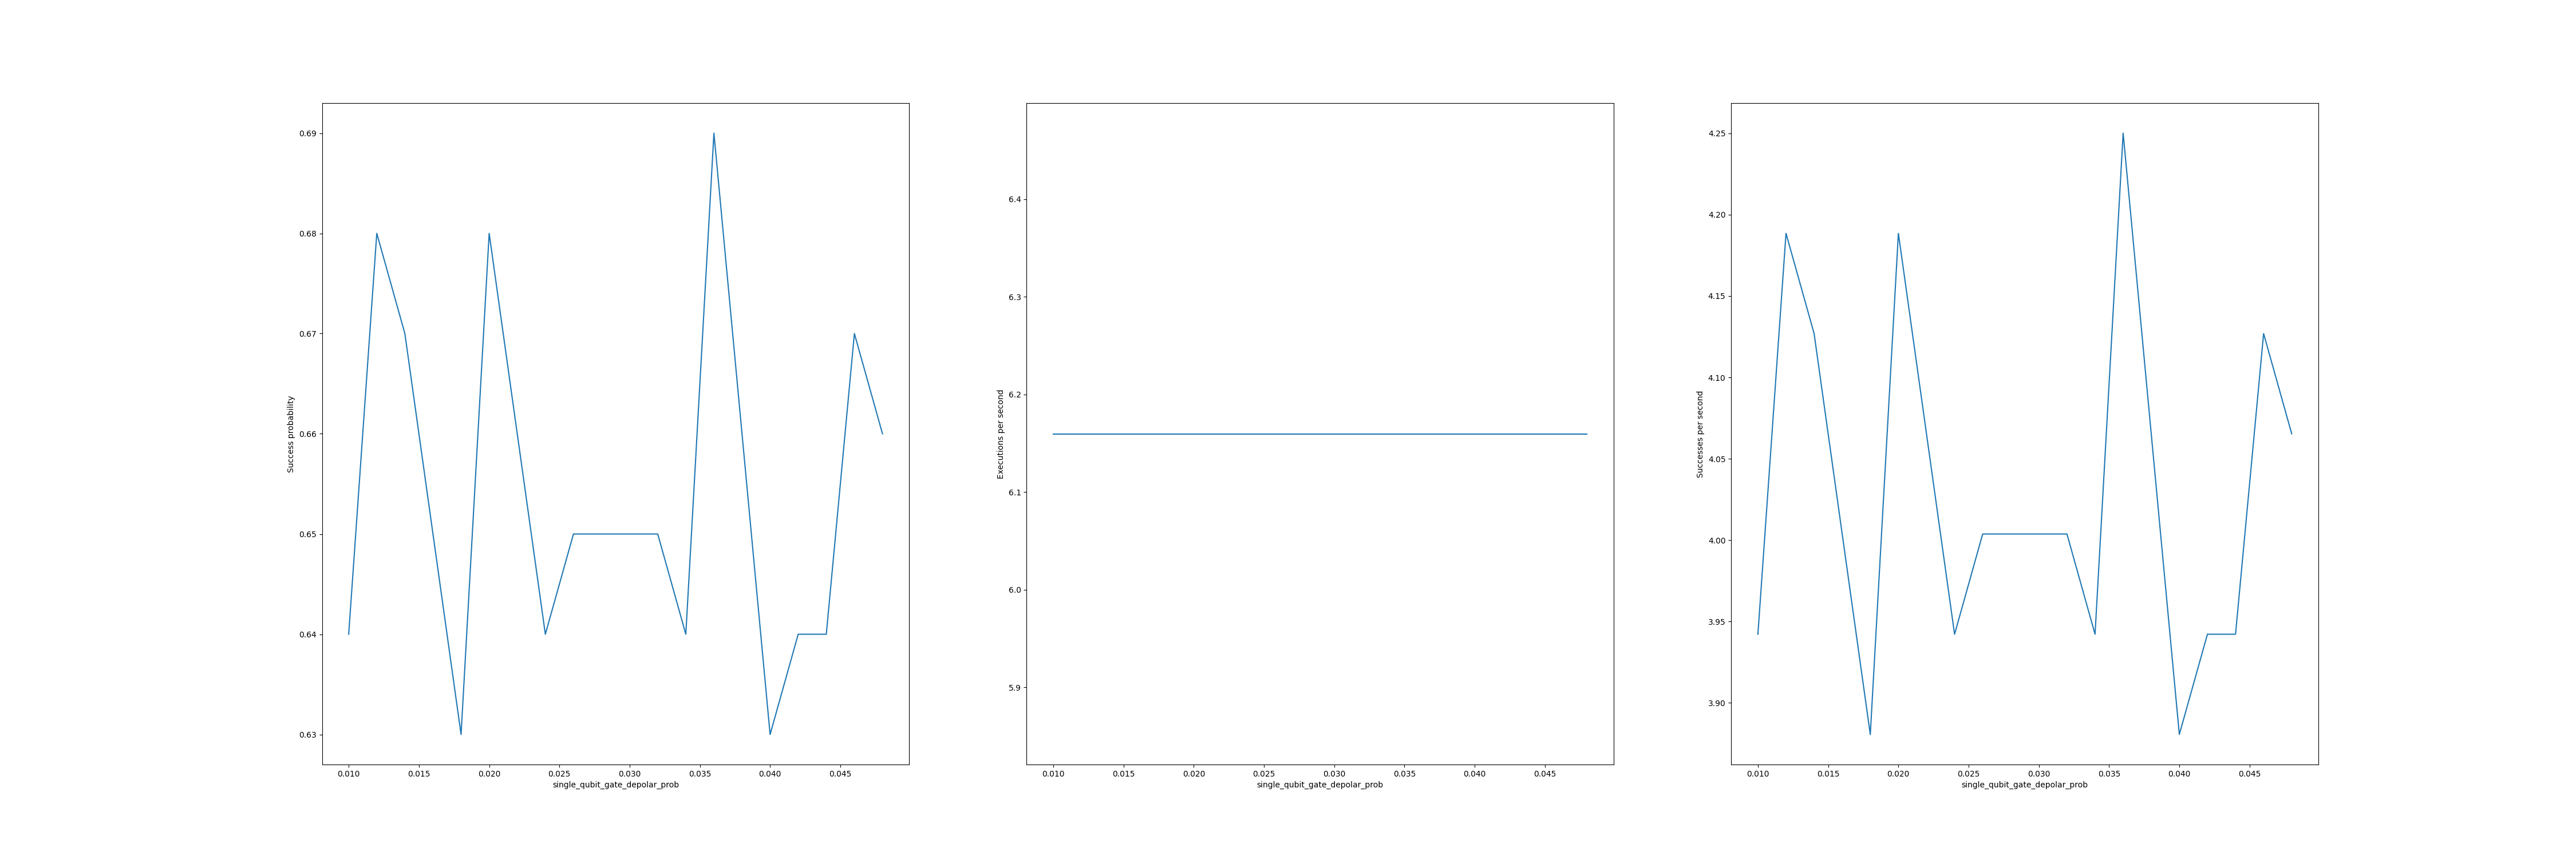 0.69
0.68
0.67
0.66
0.65
0.64
0.63
Success probability
0.010 0.015 0.020 0.025 0.030 0.035 0.040 0.045
single_qubit_gate_depolar_prob
6.4
6.3
6.2
6.1
6.0
5.9
Executions per second
0.010 0.015 0.020 0.025 0.030 0.035 0.040 0.045
single_qubit_gate_depolar_prob
4.25
4.20
4.15
4.10
4.05
4.00
3.95
3.90
Successes per second
0.010 0.015 0.020 0.025 0.030 0.035 0.040 0.045
single_qubit_gate_depolar_prob